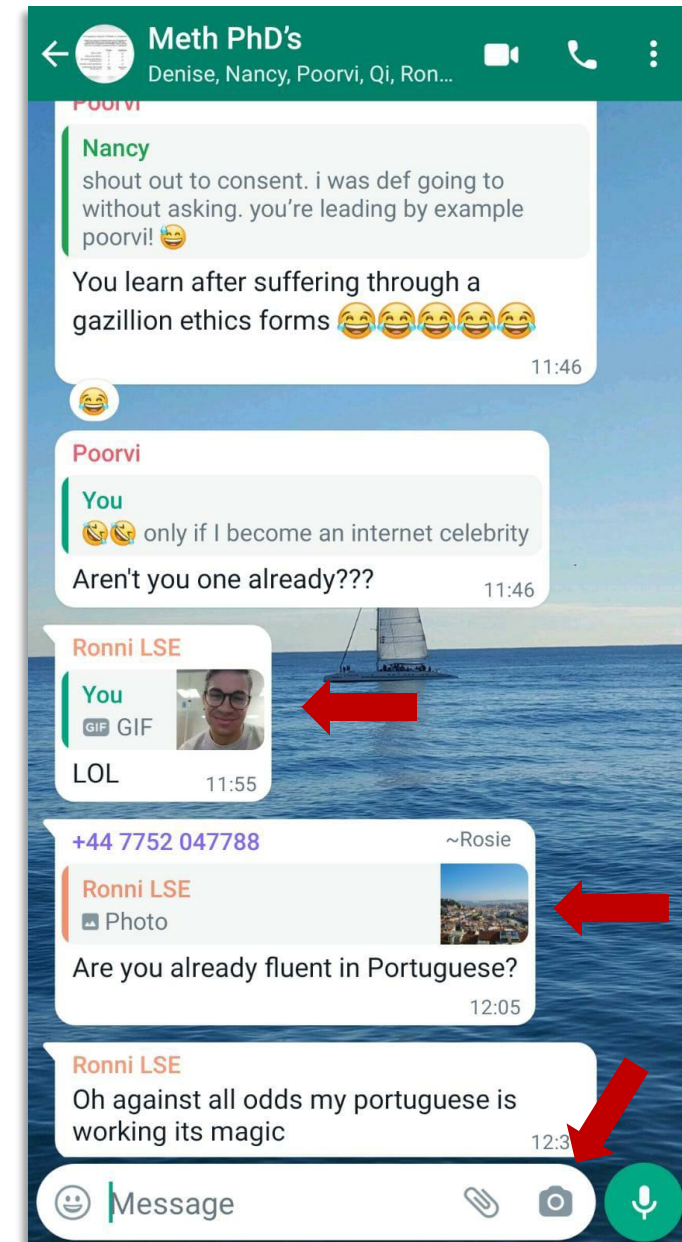 Meth PhD's
Denise, Nancy, Poorvi, Qi, Ron...
Poorvi
Nancy
shout out to consent. i was def going to
without asking. you're leading by example
poorvi! 😅
You learn after suffering through a
gazillion ethics forms 😂😂😂😂😂
11:46
😂
Poorvi
You
🤣🤣 only if I become an internet celebrity
Aren't you one already???
11:46
Ronni LSE
You
GIF GIF
LOL
11:55
+44 7752 047788 ~Rosie
Ronni LSE
Photo
Are you already fluent in Portuguese?
12:05
Ronni LSE
Oh against all odds my portuguese is
working its magic
12:3
Message